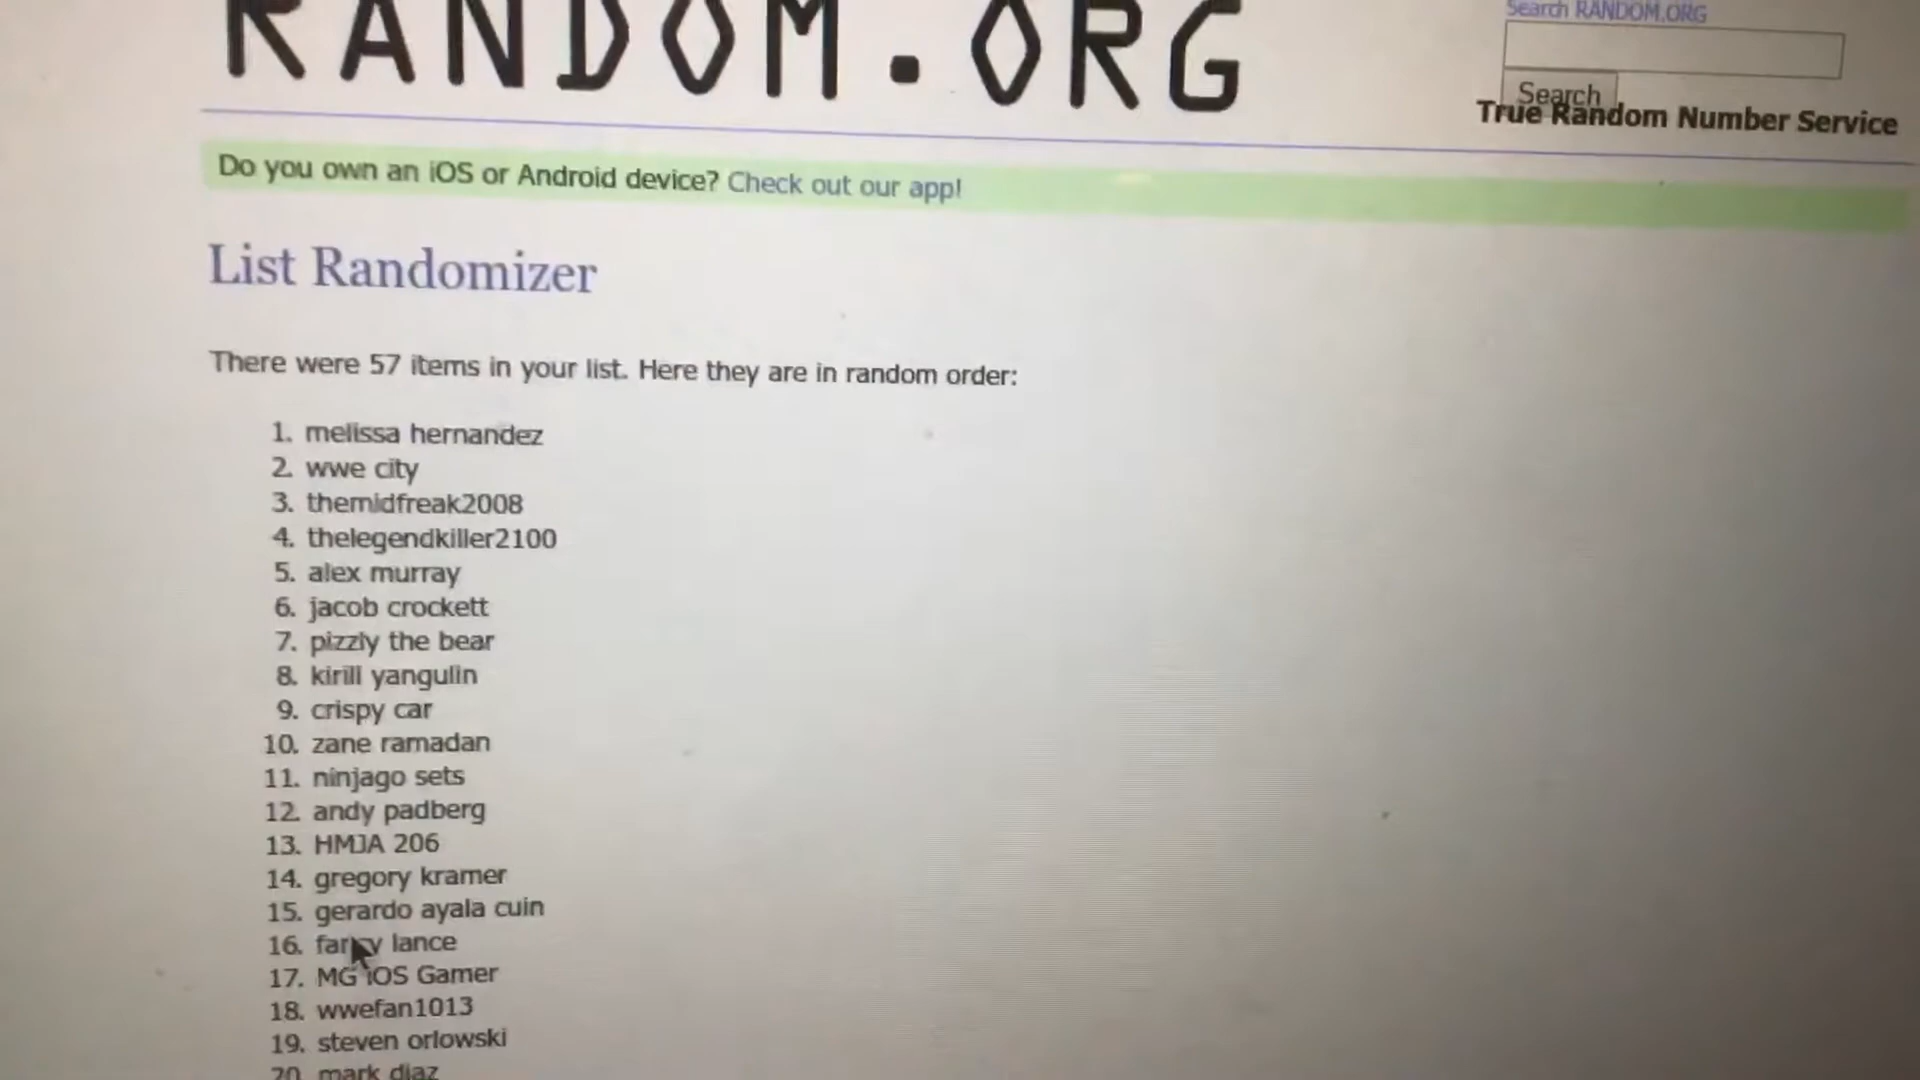 RANDOM.ORG
Search RANDOM.ORG
Search
True Random Number Service
Do you own an iOS or Android device? Check out our app!
List Randomizer
There were 57 items in your list. Here they are in random order:
1. melissa hernandez
2. wwe city
3. themidfreak2008
4. thelegendkiller2100
5. alex murray
6. jacob crockett
7. pizzly the bear
8. kirill yangulin
9. crispy car
10. zane ramadan
11. ninjago sets
12. andy padberg
13. HMJA 206
14. gregory kramer
15. gerardo ayala cuin
16. lance
17. MG iOS Gamer
18. wwefan1013
19. steven orlowski
20. mark diaz